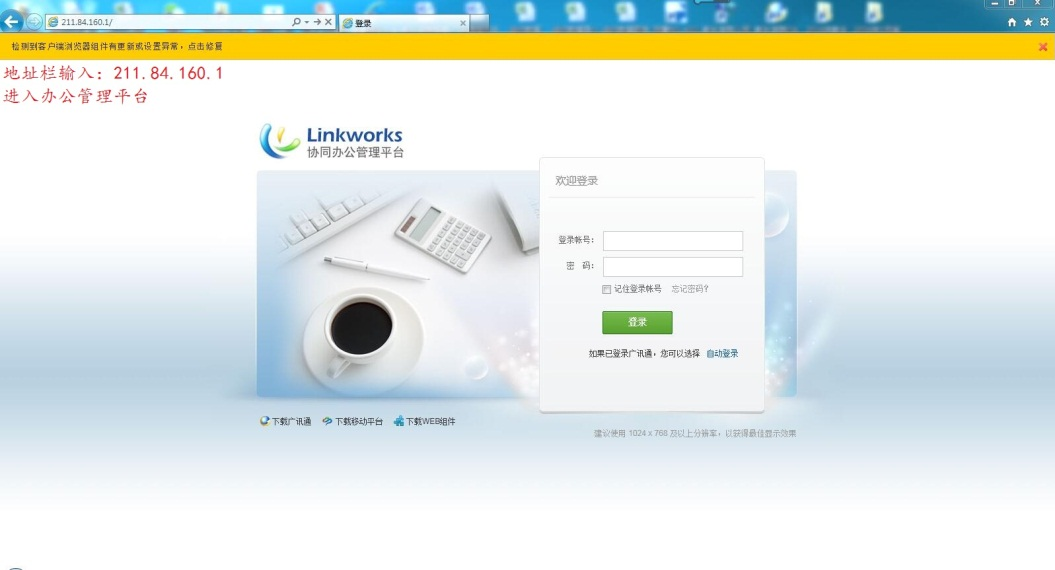 211.84.160.1/
登录
检测到客户端浏览器组件有更新或设置异常，点击修复
地址栏输入：211.84.160.1
进入办公管理平台
Linkworks
协同办公管理平台
欢迎登录
登录帐号：
密 码：
记住登录帐号 忘记密码?
登录
如果已登录广讯通，您可以选择 自动登录
下载广讯通 下载移动平台 下载WEB组件
建议使用 1024 x 768 及以上分辨率，以获得最佳显示效果